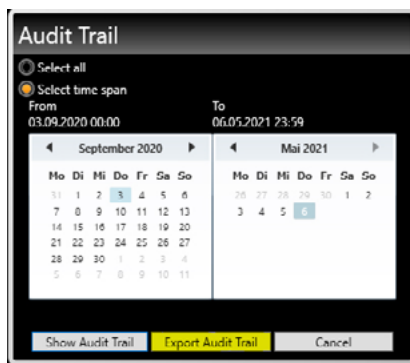 Audit Trail
Select all
Select time span
From To
03.09.2020 00:00 06.05.2021 23:59
September 2020 Mai 2021
Mo Di Mi Do Fr Sa So Mo Di Mi Do Fr Sa So
31 1 2 3 4 5 6 26 27 28 29 30 1 2
7 8 9 10 11 12 13 3 4 5 6
14 15 16 17 18 19 20
21 22 23 24 25 26 27
28 29 30 1 2 3 4
5 6 7 8 9 10 11
Show Audit Trail Export Audit Trail Cancel